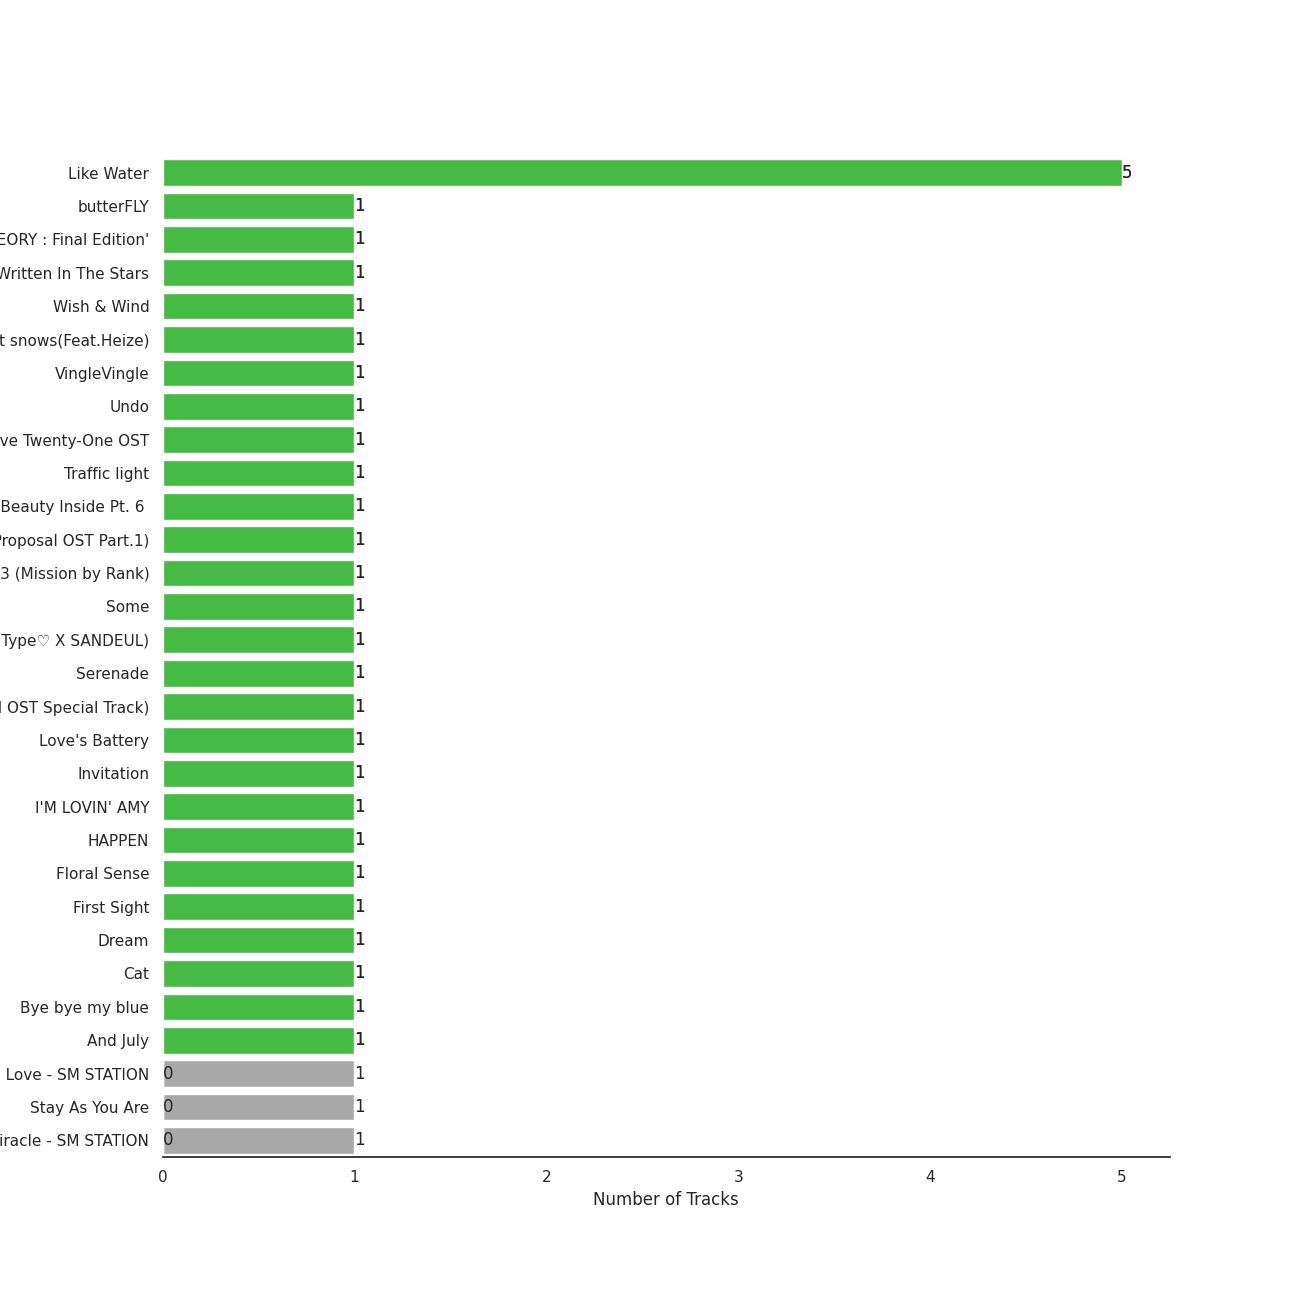 Like Water 5
butterFLY 1
EORY : Final Edition' 1
Written In The Stars 1
Wish & Wind 1
t snows(Feat.Heize) 1
VingleVingle 1
Undo 1
ve Twenty-One OST 1
Traffic light 1
Beauty Inside Pt. 6 1
Proposal OST Part.1) 1
3 (Mission by Rank) 1
Some 1
Type♡ X SANDEUL) 1
Serenade 1
OST Special Track) 1
Love's Battery 1
Invitation 1
I'M LOVIN' AMY 1
HAPPEN 1
Floral Sense 1
First Sight 1
Dream 1
Cat 1
Bye bye my blue 1
And July 1
Love - SM STATION 0 1
Stay As You Are 0 1
iracle - SM STATION 0 1
0 1 2 3 4 5
Number of Tracks